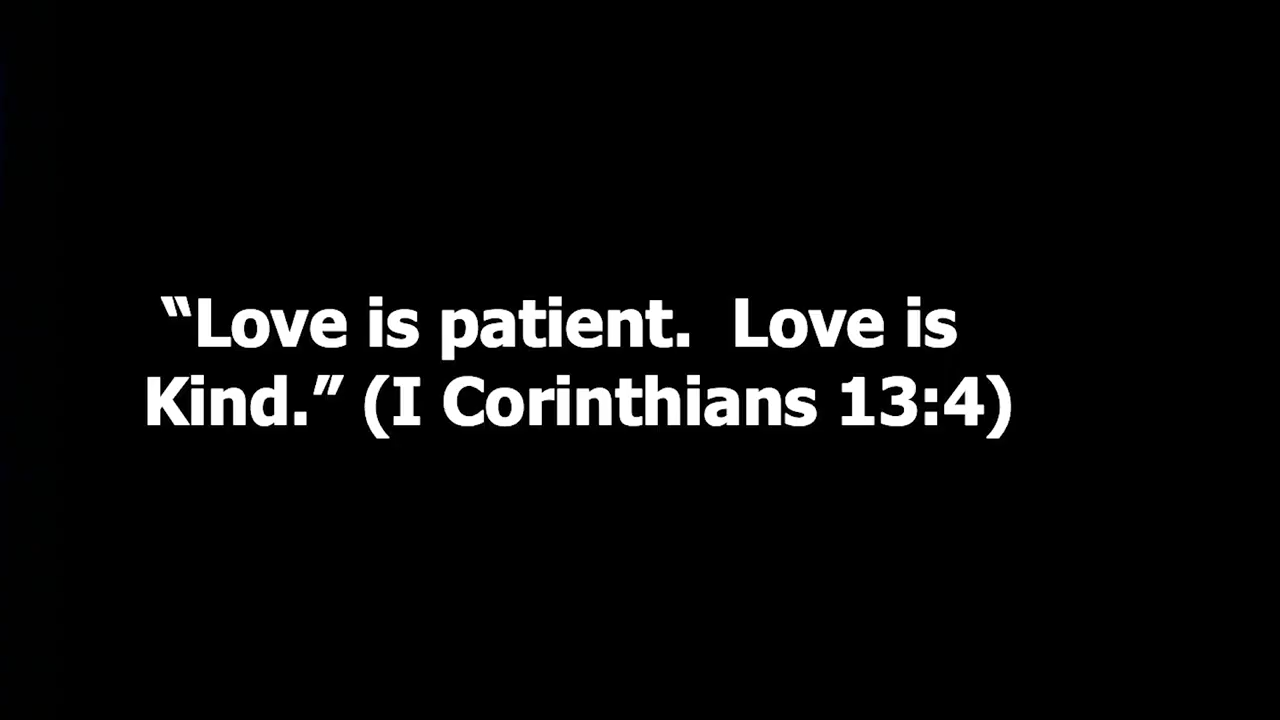 “Love is patient.  Love is
Kind.” (I Corinthians 13:4)